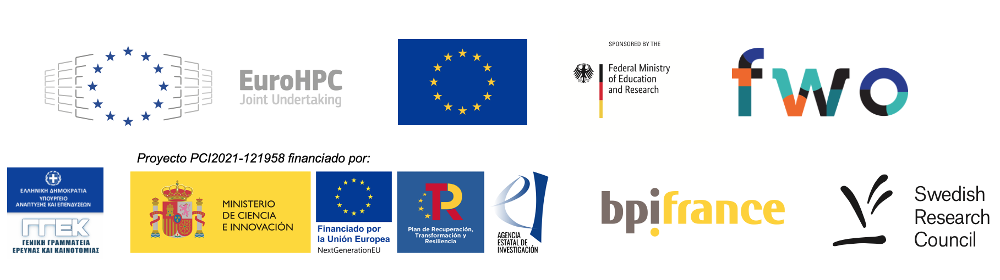 EuroHPC
Joint Undertaking
SPONSORED BY THE
Federal Ministry
of Education
and Research
fwo
Proyecto PCI2021-121958 financiado por:
ΕΛΛΗΝΙΚΗ ΔΗΜΟΚΡΑΤΙΑ
ΥΠΟΥΡΓΕΙΟ
ΑΝΑΠΤΥΞΗΣ ΚΑΙ ΕΠΕΝΔΥΣΕΩΝ
ΓΓΕΚ
ΓΕΝΙΚΗ ΓΡΑΜΜΑΤΕΙΑ
ΕΡΕΥΝΑΣ ΚΑΙ ΚΑΙΝΟΤΟΜΙΑΣ
MINISTERIO
DE CIENCIA
E INNOVACIÓN
Financiado por
la Unión Europea
NextGenerationEU
TR
Plan de Recuperación,
Transformación y
Resiliencia
AGENCIA
ESTATAL DE
INVESTIGACIÓN
bpifrance
Swedish
Research
Council